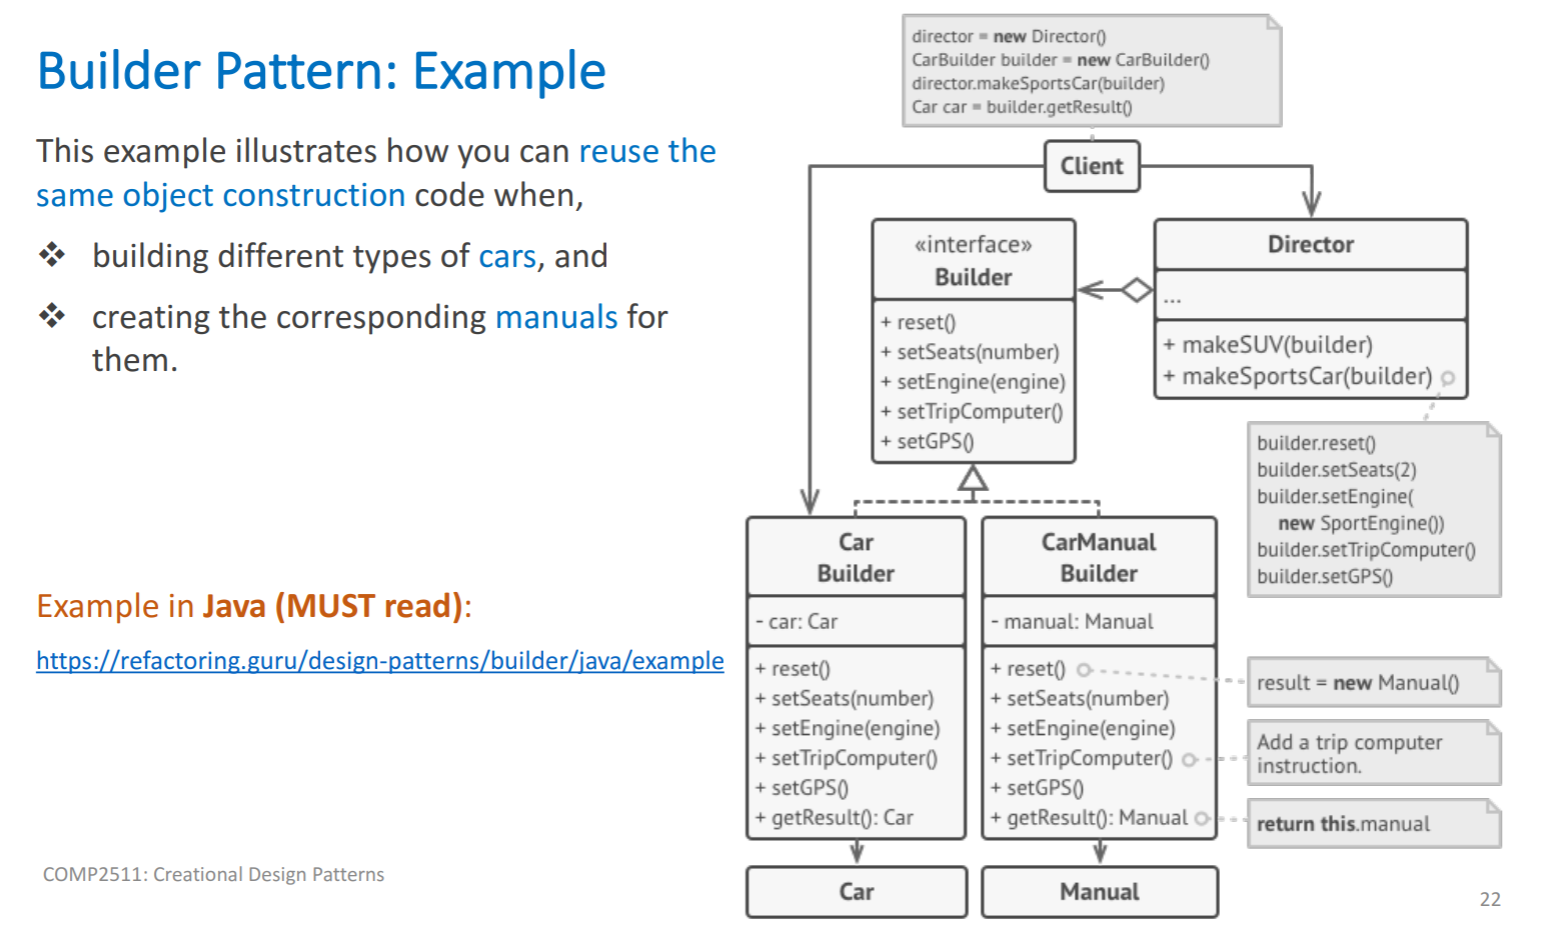 Builder Pattern: Example
This example illustrates how you can reuse the
same object construction code when,
❖ building different types of cars, and
❖ creating the corresponding manuals for
them.
Example in Java (MUST read):
https://refactoring.guru/design-patterns/builder/java/example
COMP2511: Creational Design Patterns
director = new Director()
CarBuilder builder = new CarBuilder()
director.makeSportsCar(builder)
Car car = builder.getResult()
Client
«interface»
Builder
+ reset()
+ setSeats(number)
+ setEngine(engine)
+ setTripComputer()
+ setGPS()
Director
...
+ makeSUV(builder)
+ makeSportsCar(builder)
builder.reset()
builder.setSeats(2)
builder.setEngine(
new SportEngine())
builder.setTripComputer()
builder.setGPS()
Car
Builder
- car: Car
+ reset()
+ setSeats(number)
+ setEngine(engine)
+ setTripComputer()
+ setGPS()
+ getResult(): Car
CarManual
Builder
- manual: Manual
+ reset()
+ setSeats(number)
+ setEngine(engine)
+ setTripComputer()
+ setGPS()
+ getResult(): Manual
result = new Manual()
Add a trip computer
instruction.
return this.manual
Car
Manual
22